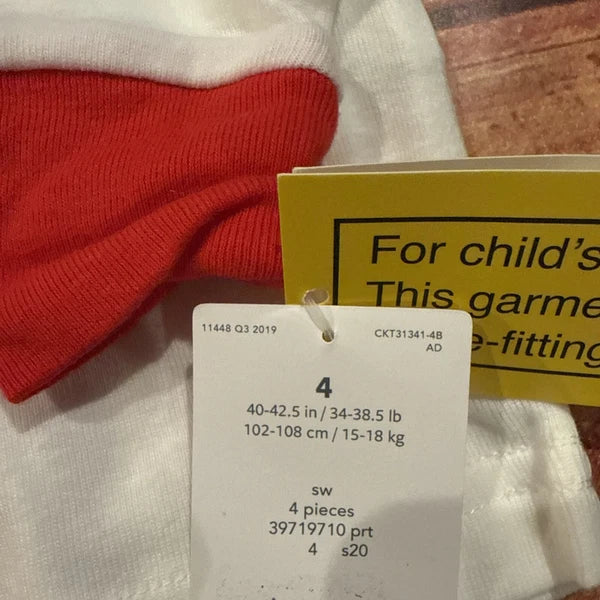 For child's
This garme
e-fitting
11448 Q3 2019
CKT31341-4B
AD
4
40-42.5 in / 34-38.5 lb
102-108 cm / 15-18 kg
sw
4 pieces
39719710 prt
4 s20